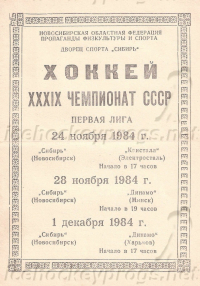 НОВОСИБИРСКАЯ ОБЛАСТНАЯ ФЕДЕРАЦИЯ
ПРОПАГАНДЫ ФИЗКУЛЬТУРЫ И СПОРТА
ДВОРЕЦ СПОРТА „СИБИРЬ"
ХОККЕЙ
XXXIX ЧЕМПИОНАТ СССР
ПЕРВАЯ ЛИГА
24 ноября 1984 г.
„Сибирь" „Кристалл"
(Новосибирск) (Электросталь)
Начало в 17 часов
28 ноября 1984 г.
„Сибирь" „Динамо"
(Новосибирск) (Минск)
Начало в 19 часов
1 декабря 1984 г.
„Сибирь" „Динамо"
(Новосибирск) (Харьков)
Начало в 17 часов